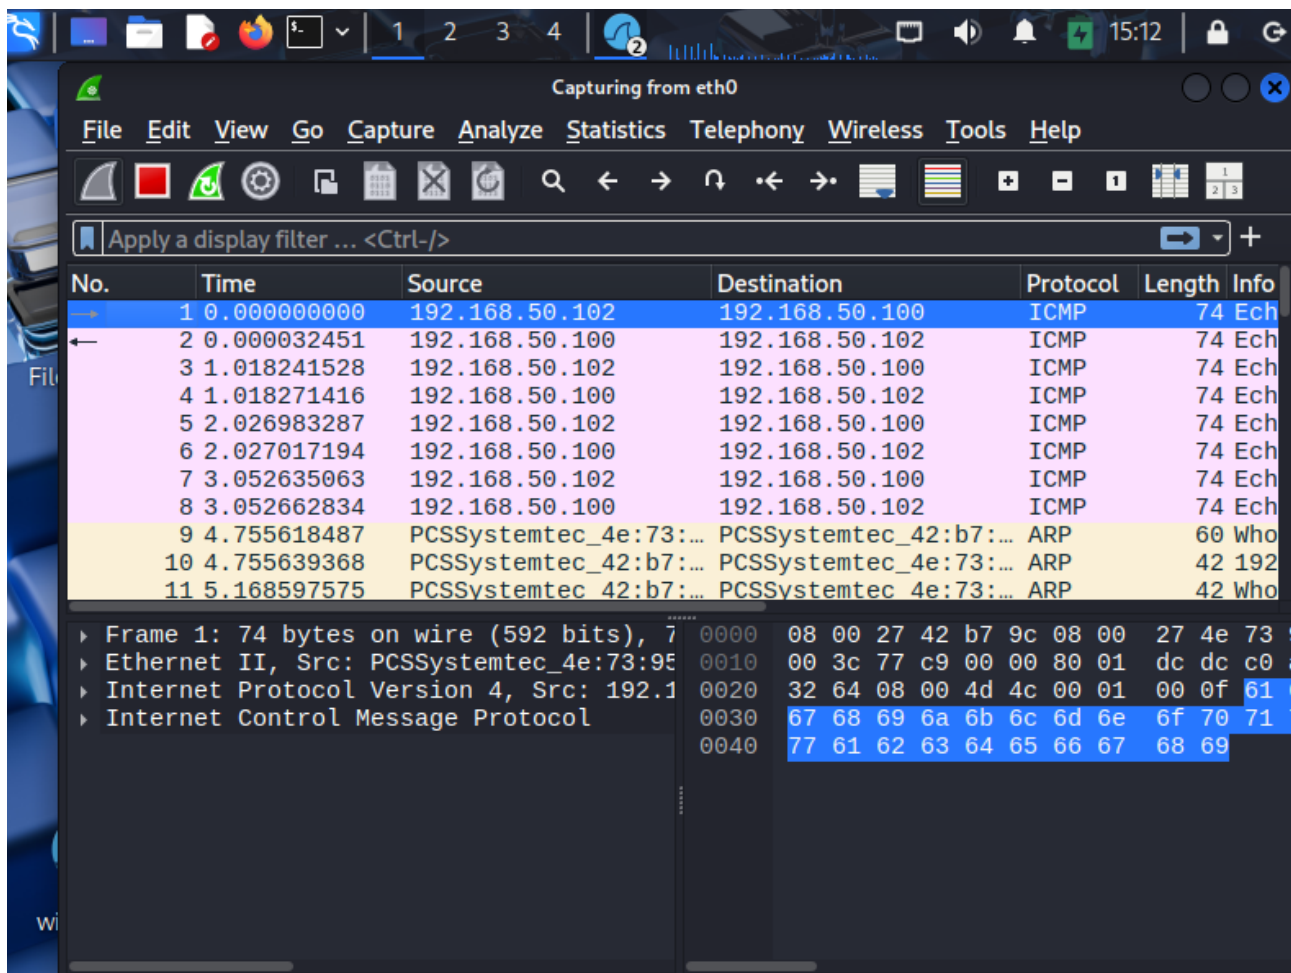 1 2 3 4 2 15:12
Capturing from eth0
File Edit View Go Capture Analyze Statistics Telephony Wireless Tools Help
Apply a display filter … <Ctrl-/>
No. Time Source Destination Protocol Length Info
1 0.000000000 192.168.50.102 192.168.50.100 ICMP 74 Ech
2 0.000032451 192.168.50.100 192.168.50.102 ICMP 74 Ech
3 1.018241528 192.168.50.102 192.168.50.100 ICMP 74 Ech
4 1.018271416 192.168.50.100 192.168.50.102 ICMP 74 Ech
5 2.026983287 192.168.50.102 192.168.50.100 ICMP 74 Ech
6 2.027017194 192.168.50.100 192.168.50.102 ICMP 74 Ech
7 3.052635063 192.168.50.102 192.168.50.100 ICMP 74 Ech
8 3.052662834 192.168.50.100 192.168.50.102 ICMP 74 Ech
9 4.755618487 PCSSystemtec_4e:73:… PCSSystemtec_42:b7:… ARP 60 Who
10 4.755639368 PCSSystemtec_42:b7:… PCSSystemtec_4e:73:… ARP 42 192
11 5.168597575 PCSSystemtec_42:b7:… PCSSystemtec_4e:73:… ARP 42 Who
Fil
Frame 1: 74 bytes on wire (592 bits), 7
Ethernet II, Src: PCSSystemtec_4e:73:95
Internet Protocol Version 4, Src: 192.1
Internet Control Message Protocol
0000 08 00 27 42 b7 9c 08 00 27 4e 73
0010 00 3c 77 c9 00 00 80 01 dc dc c0
0020 32 64 08 00 4d 4c 00 01 00 0f 61
0030 67 68 69 6a 6b 6c 6d 6e 6f 70 71
0040 77 61 62 63 64 65 66 67 68 69
wi